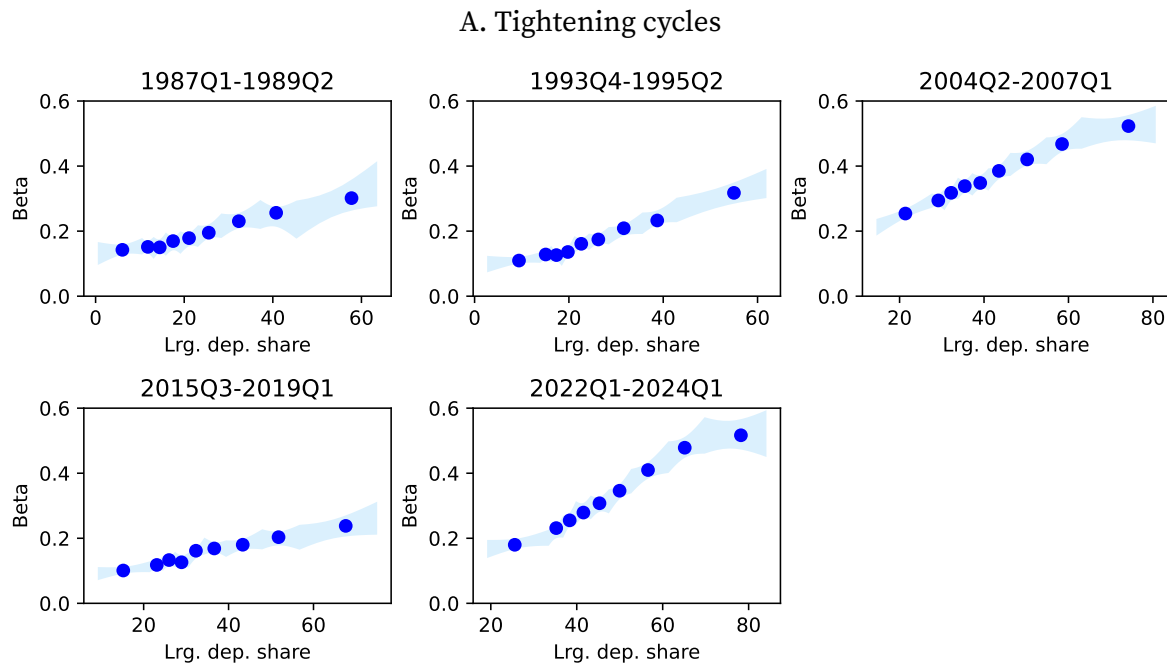 A. Tightening cycles
1987Q1-1989Q2
0.6
0.4
0.2
0.0
Beta
0 20 40 60
Lrg. dep. share
1993Q4-1995Q2
0.6
0.4
0.2
0.0
Beta
0 20 40 60
Lrg. dep. share
2004Q2-2007Q1
0.6
0.4
0.2
0.0
Beta
20 40 60 80
Lrg. dep. share
2015Q3-2019Q1
0.6
0.4
0.2
0.0
Beta
20 40 60
Lrg. dep. share
2022Q1-2024Q1
0.6
0.4
0.2
0.0
Beta
20 40 60 80
Lrg. dep. share